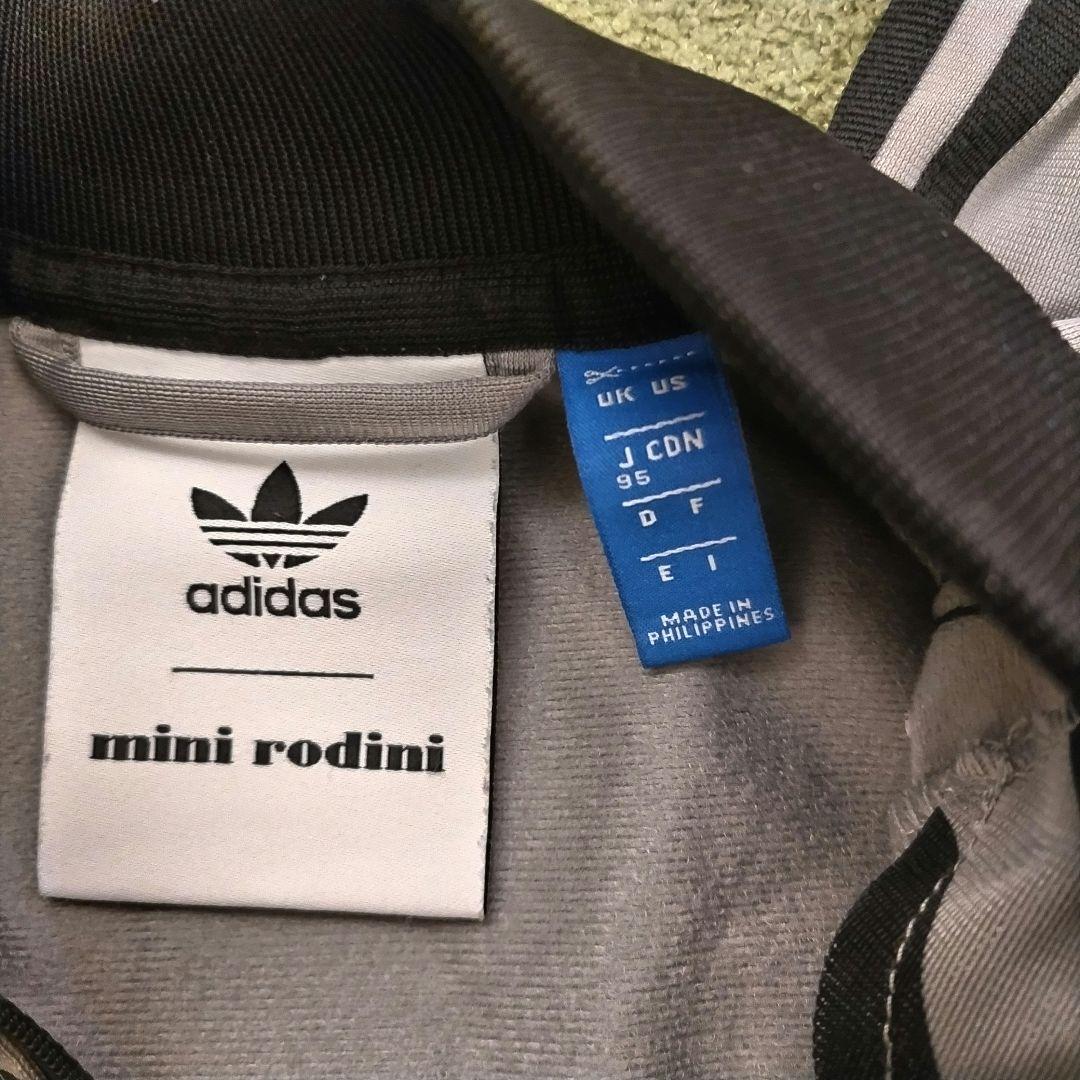 adidas
mini rodini
UK US
J CDN
95
D F
E I
MADE IN
PHILIPPINES